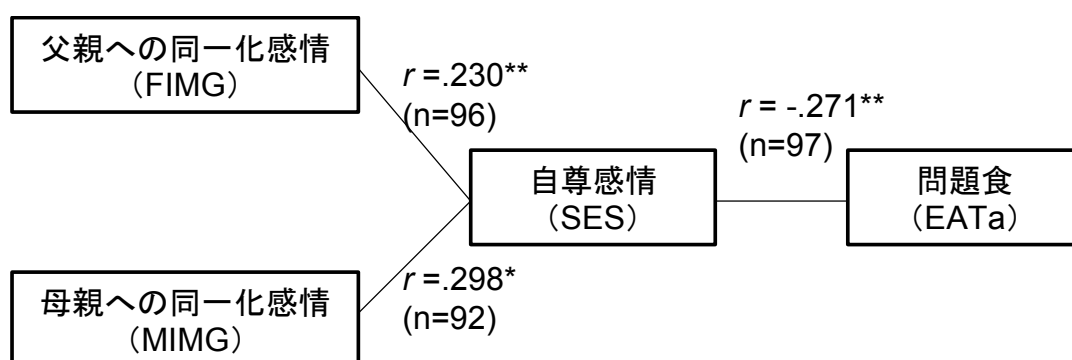 父親への同一化感情
（FIMG）
r =.230**
(n=96)
r = -.271**
(n=97)
自尊感情
（SES）
問題食
（EATa）
r =.298*
(n=92)
母親への同一化感情
（MIMG）